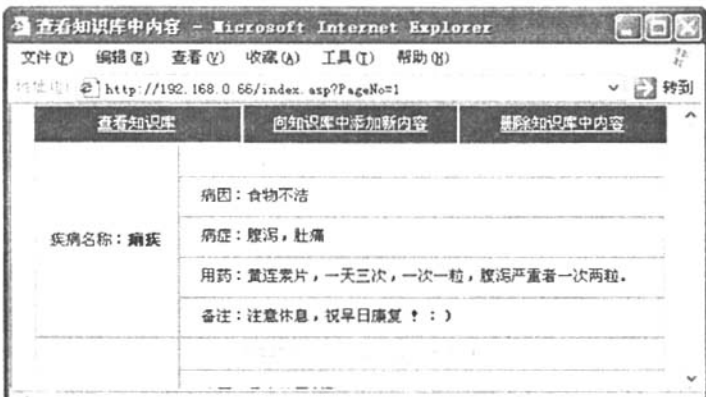 查看知识库中内容 - Microsoft Internet Explorer
文件(F) 编辑(E) 查看(V) 收藏(A) 工具(T) 帮助(H)
http://192.168.0.66/index.asp?PageNo=1 转到
查看知识库 向知识库中添加新内容 删除知识库中内容
病因：食物不洁
疾病名称：痢疾 病症：腹泻，肚痛
用药：黄连素片，一天三次，一次一粒，腹泻严重者一次两粒.
备注：注意休息，祝早日康复 ! : )